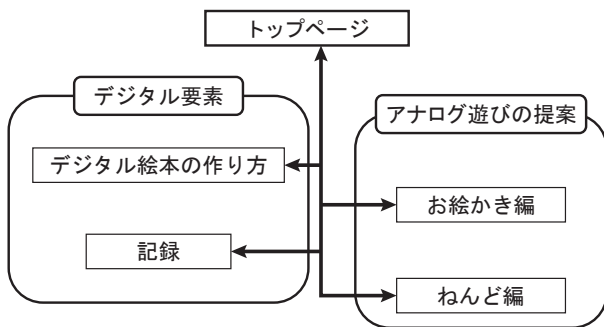 トップページ
デジタル要素
デジタル絵本の作り方
記録
アナログ遊びの提案
お絵かき編
ねんど編